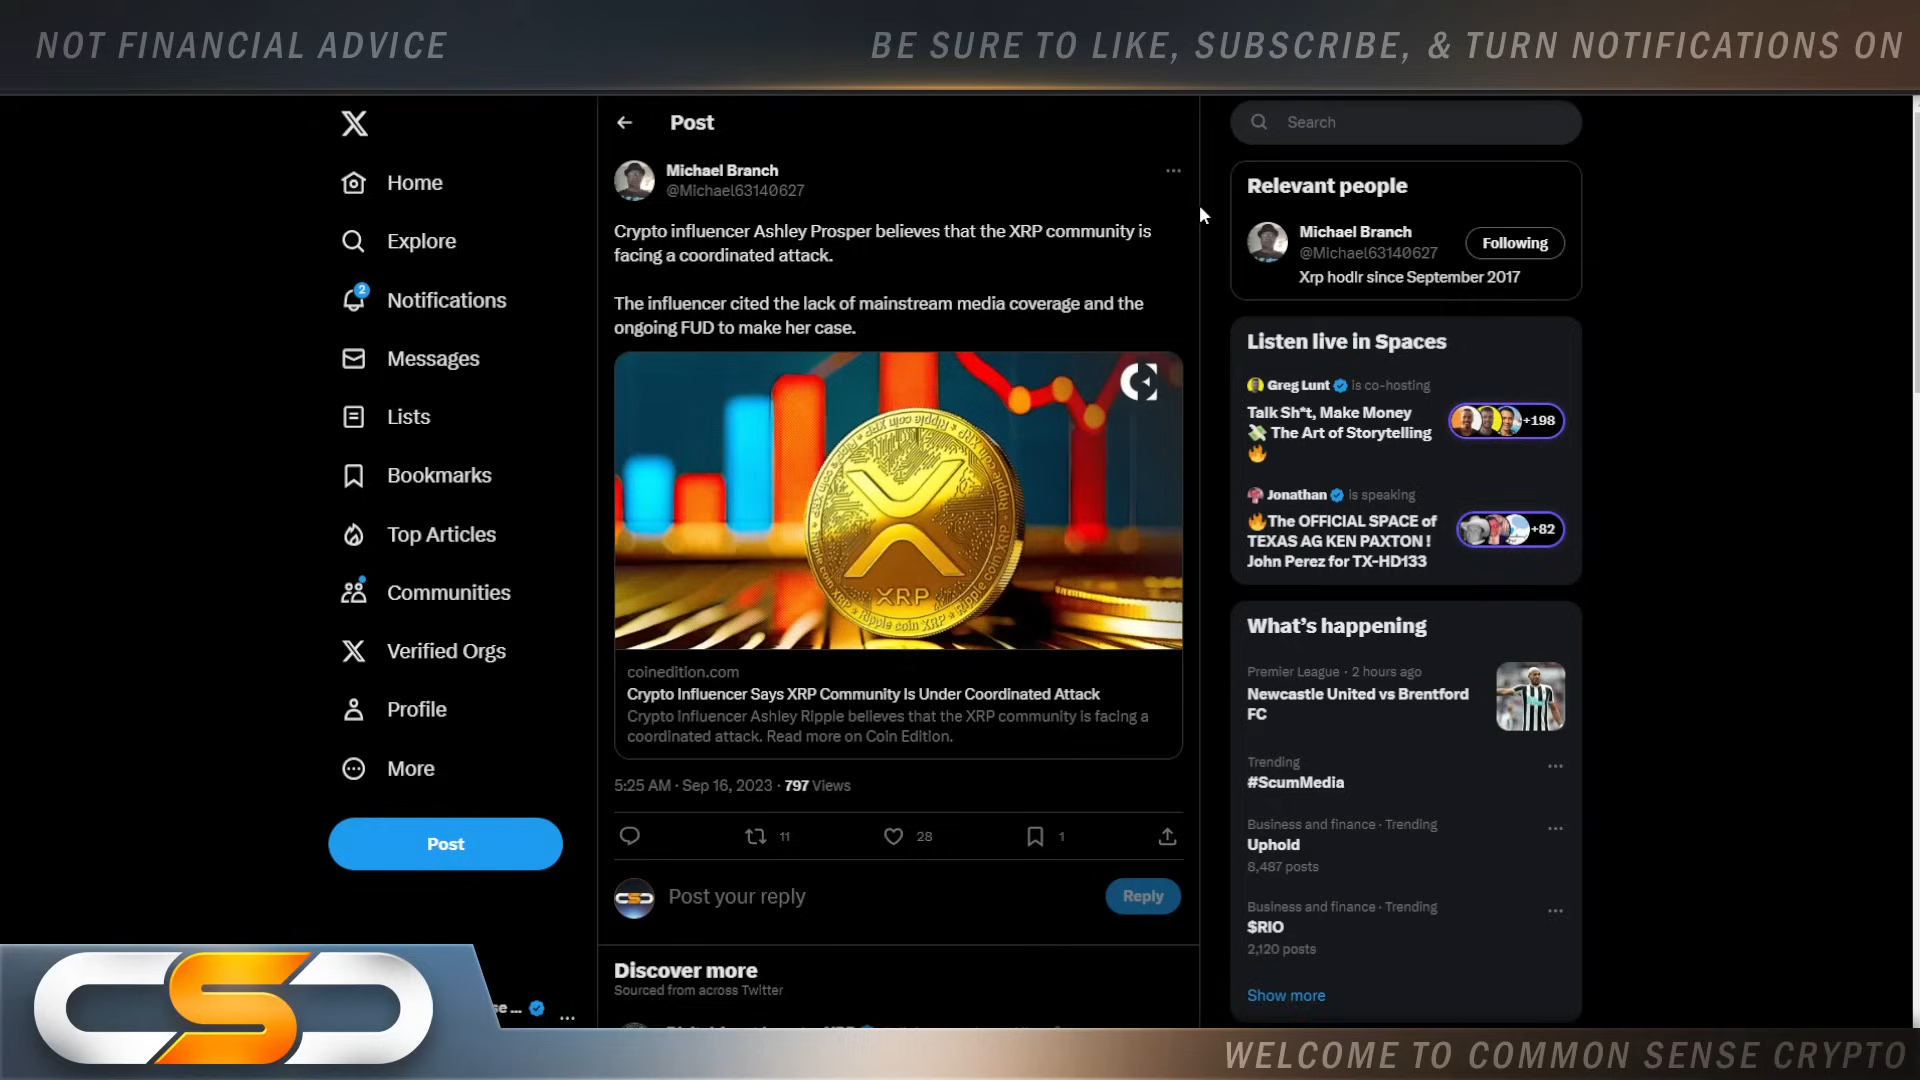 NOT FINANCIAL ADVICE
BE SURE TO LIKE, SUBSCRIBE, & TURN NOTIFICATIONS ON
Home
Explore
2
Notifications
Messages
Lists
Bookmarks
Top Articles
Communities
Verified Orgs
Profile
More
Post
se ...
Post
Michael Branch
@Michael63140627
Crypto influencer Ashley Prosper believes that the XRP community is
facing a coordinated attack.
The influencer cited the lack of mainstream media coverage and the
ongoing FUD to make her case.
Ripple coin XRP
XRP
coinedition.com
Crypto Influencer Says XRP Community Is Under Coordinated Attack
Crypto Influencer Ashley Ripple believes that the XRP community is facing a
coordinated attack. Read more on Coin Edition.
5:25 AM · Sep 16, 2023 · 797 Views
11
28
1
Post your reply
Reply
Discover more
Sourced from across Twitter
Search
Relevant people
Michael Branch
@Michael63140627
Following
Xrp hodlr since September 2017
Listen live in Spaces
Greg Lunt is co-hosting
Talk Sh*t, Make Money
The Art of Storytelling
+198
Jonathan is speaking
The OFFICIAL SPACE of
TEXAS AG KEN PAXTON !
John Perez for TX-HD133
+82
What's happening
Premier League · 2 hours ago
Newcastle United vs Brentford
FC
Trending
#ScumMedia
Business and finance · Trending
Uphold
8,487 posts
Business and finance · Trending
$RIO
2,120 posts
Show more
CSC
WELCOME TO COMMON SENSE CRYPTO